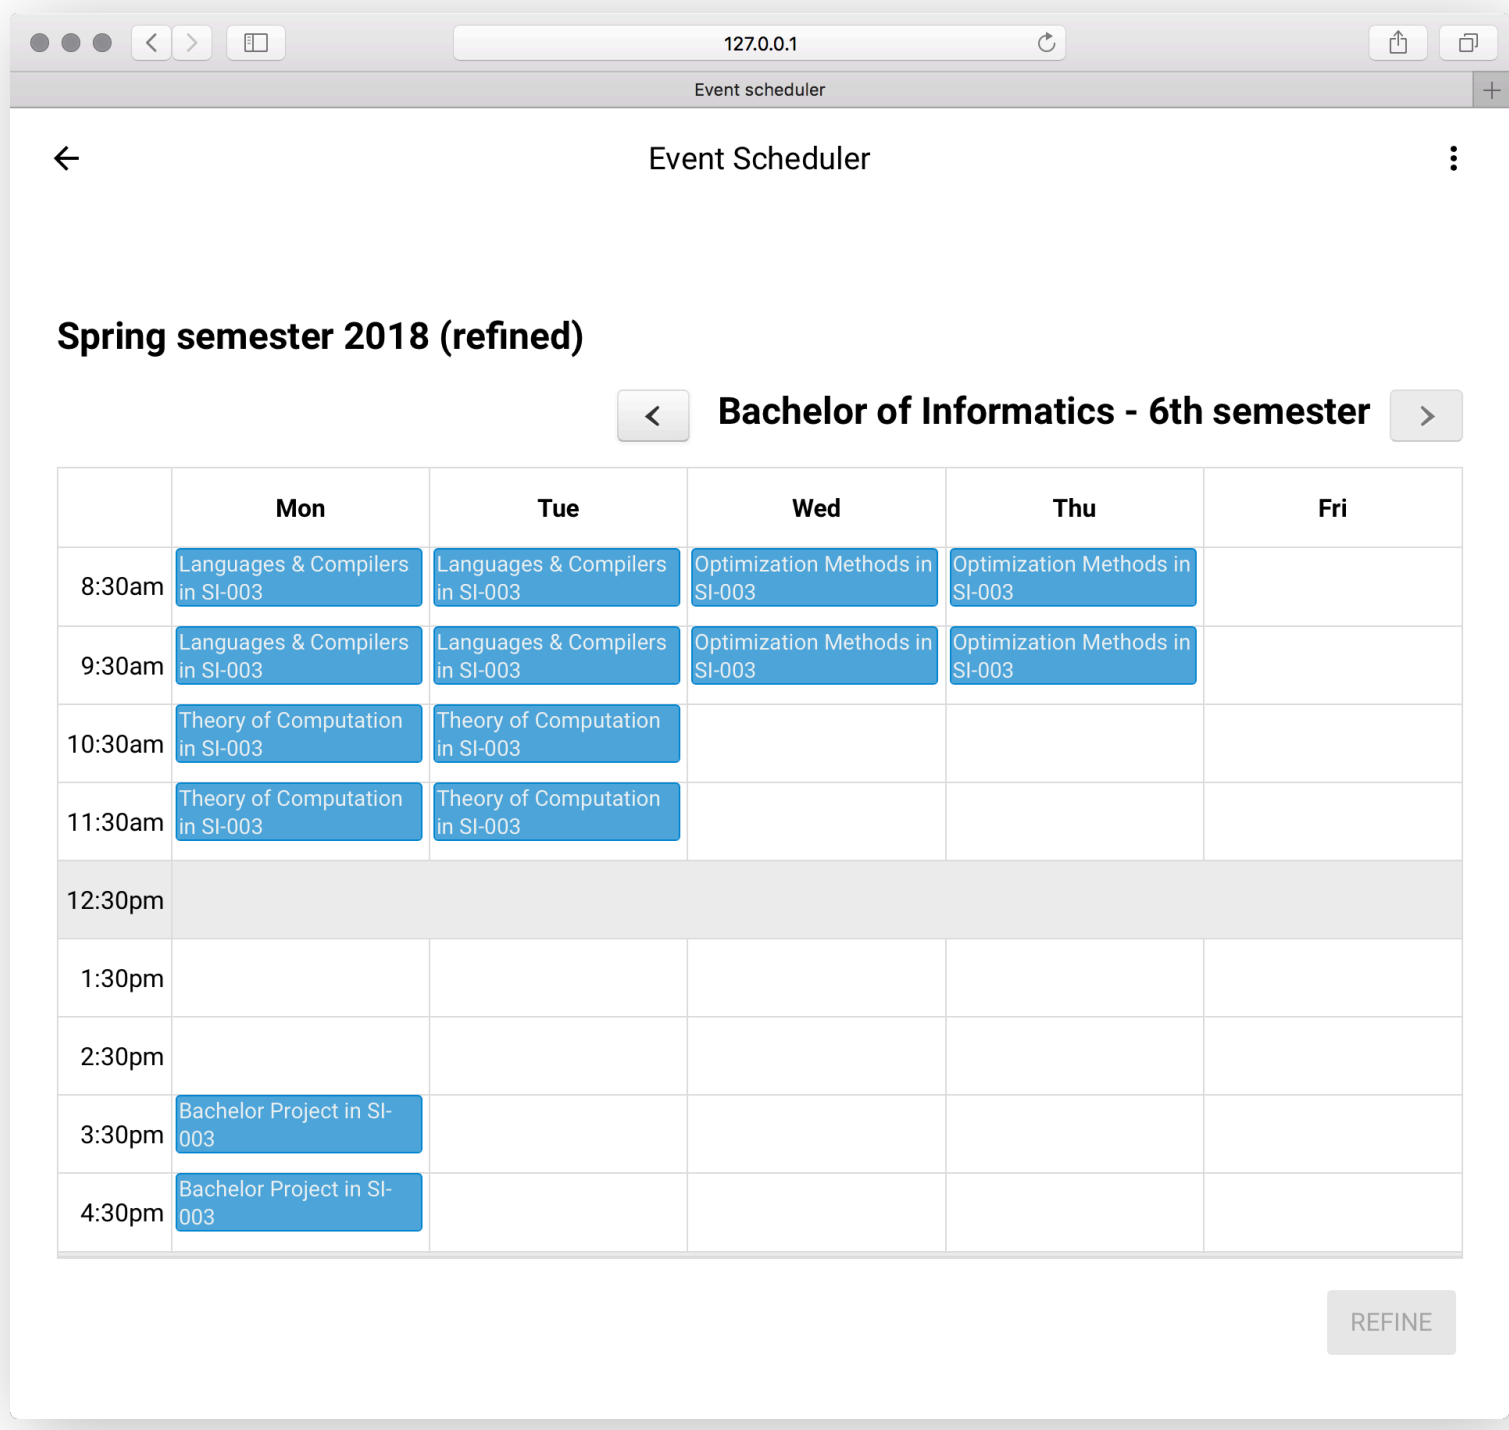 127.0.0.1
Event scheduler
Event Scheduler
Spring semester 2018 (refined)
Bachelor of Informatics - 6th semester
Mon Tue Wed Thu Fri
8:30am
Languages & Compilers
in SI-003
Languages & Compilers
in SI-003
Optimization Methods in
SI-003
Optimization Methods in
SI-003
9:30am
Languages & Compilers
in SI-003
Languages & Compilers
in SI-003
Optimization Methods in
SI-003
Optimization Methods in
SI-003
10:30am
Theory of Computation
in SI-003
Theory of Computation
in SI-003
11:30am
Theory of Computation
in SI-003
Theory of Computation
in SI-003
12:30pm
1:30pm
2:30pm
3:30pm
Bachelor Project in SI-
003
4:30pm
Bachelor Project in SI-
003
REFINE